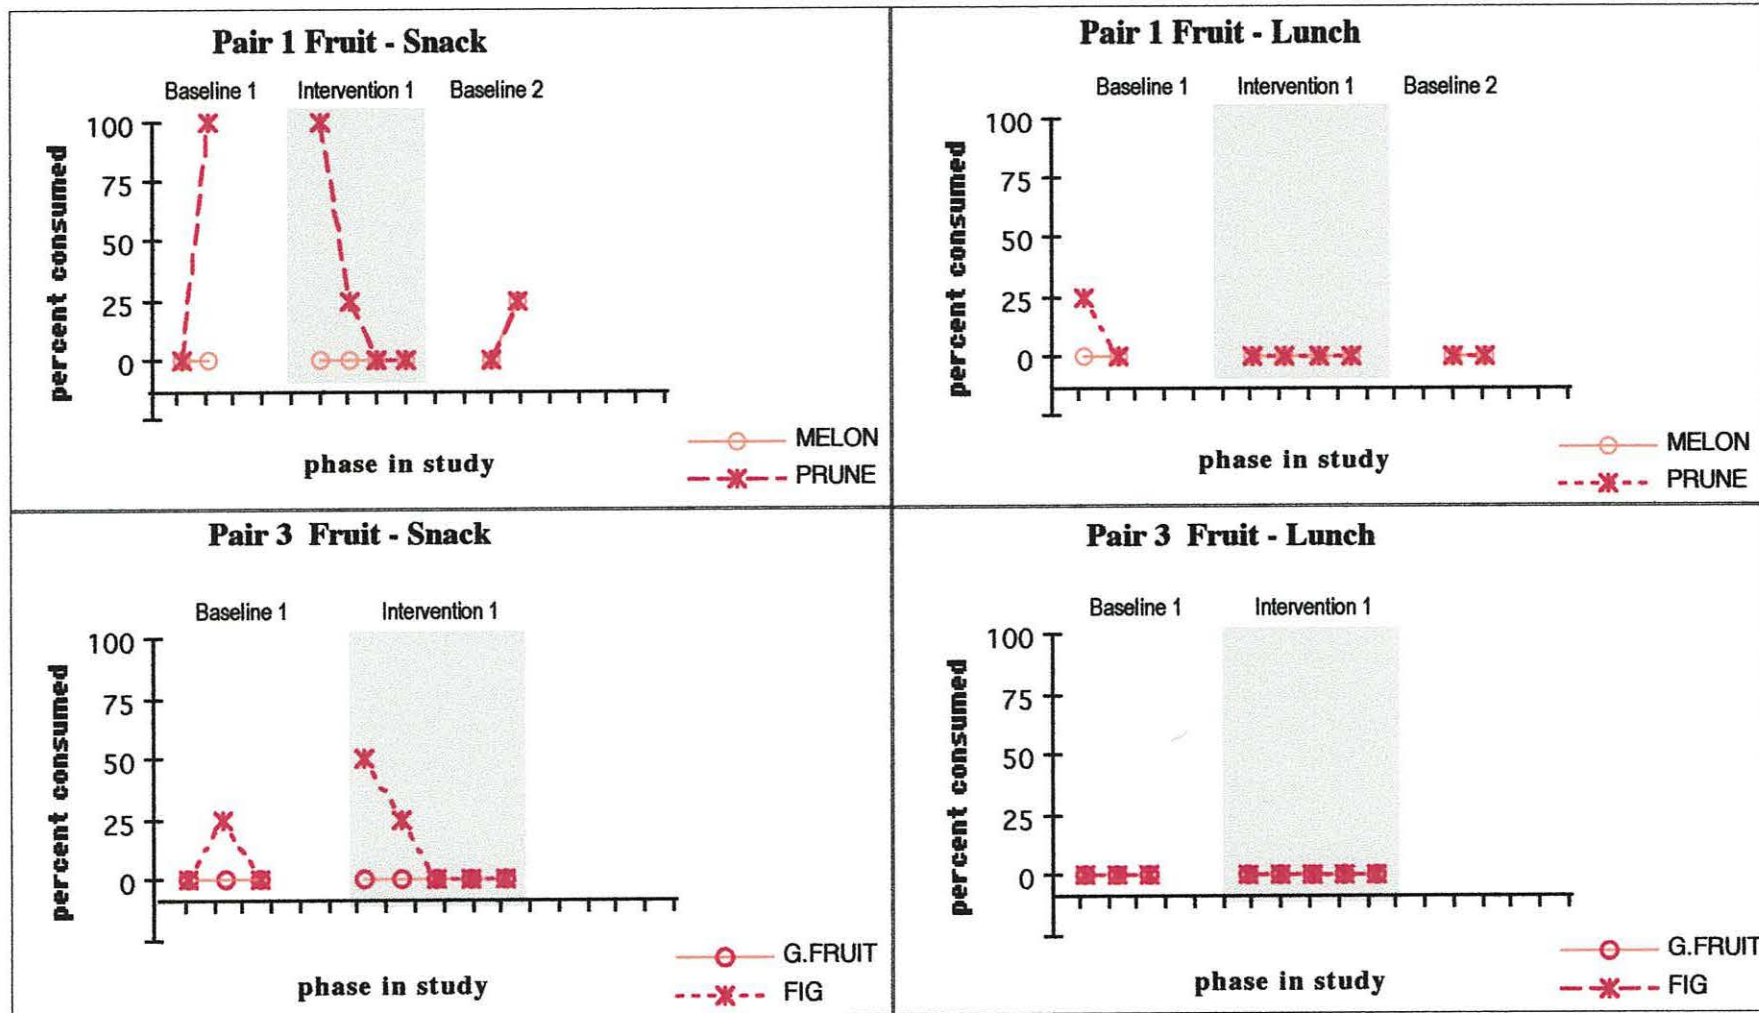 Pair 1 Fruit - Snack
Baseline 1 Intervention 1 Baseline 2
100
75
50
25
0
percent consumed
phase in study
MELON
PRUNE
Pair 1 Fruit - Lunch
Baseline 1 Intervention 1 Baseline 2
100
75
50
25
0
percent consumed
phase in study
MELON
PRUNE
Pair 3 Fruit - Snack
Baseline 1 Intervention 1
100
75
50
25
0
percent consumed
phase in study
G.FRUIT
FIG
Pair 3 Fruit - Lunch
Baseline 1 Intervention 1
100
75
50
25
0
percent consumed
phase in study
G.FRUIT
FIG